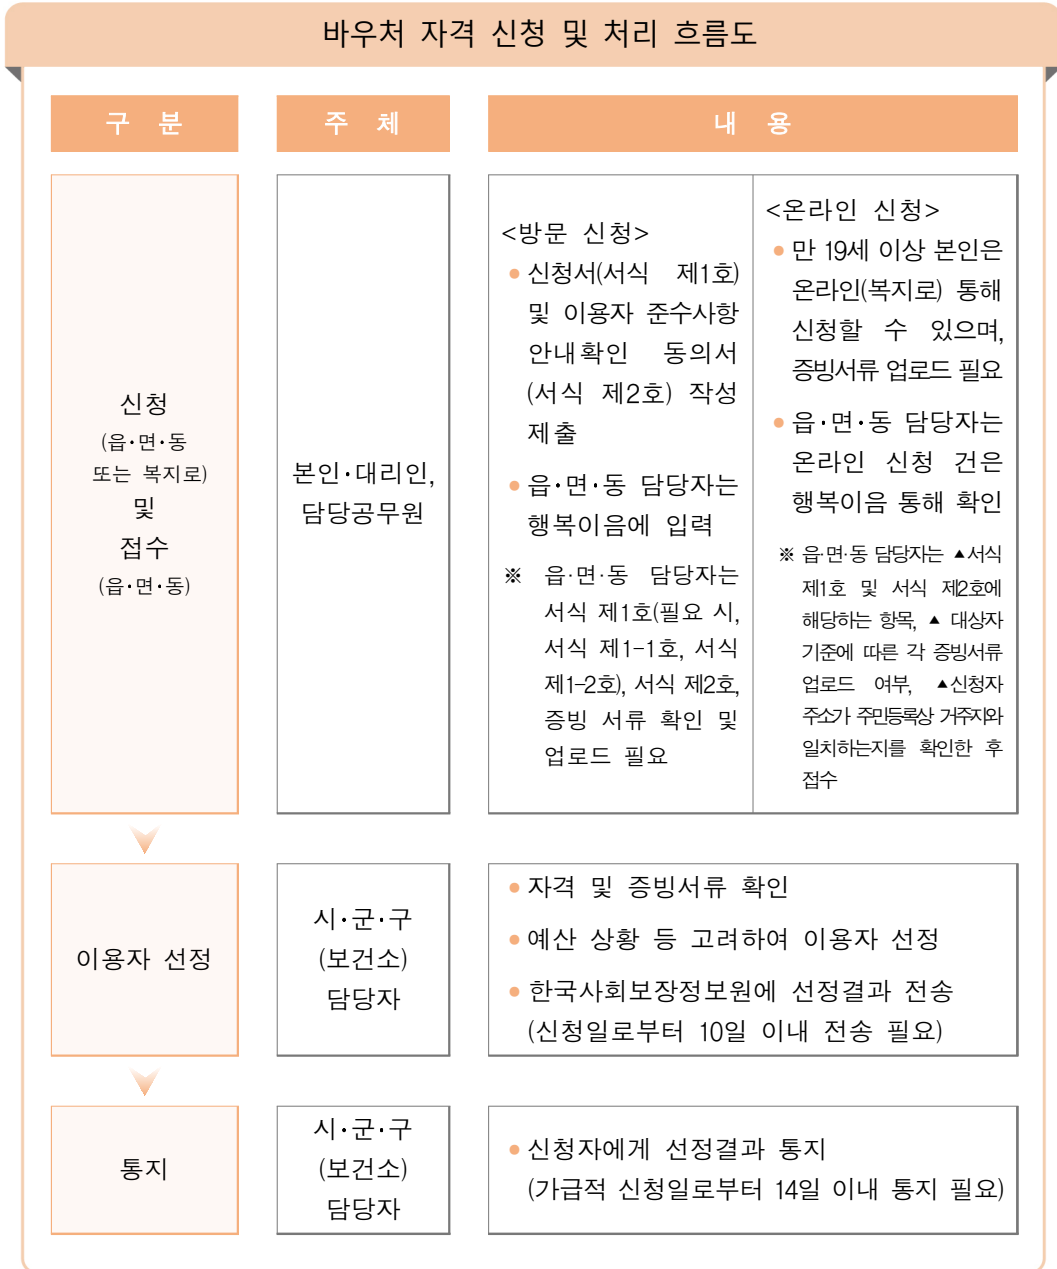 바우처 자격 신청 및 처리 흐름도
구 분
주 체
내 용
신청
(읍·면·동
또는 복지로)
및
접수
(읍·면·동)
본인·대리인,
담당공무원
<방문 신청>
● 신청서(서식 제1호)
및 이용자 준수사항
안내확인 동의서
(서식 제2호) 작성
제출
● 읍·면·동 담당자는
행복이음에 입력
※ 읍·면·동 담당자는
서식 제1호(필요 시,
서식 제1-1호, 서식
제1-2호), 서식 제2호,
증빙 서류 확인 및
업로드 필요
<온라인 신청>
● 만 19세 이상 본인은
온라인(복지로) 통해
신청할 수 있으며,
증빙서류 업로드 필요
● 읍·면·동 담당자는
온라인 신청 건은
행복이음 통해 확인
※ 읍·면·동 담당자는 ▲서식
제1호 및 서식 제2호에
해당하는 항목, ▲ 대상자
기준에 따른 각 증빙서류
업로드 여부, ▲신청자
주소가 주민등록상 거주지와
일치하는지를 확인한 후
접수
이용자 선정
시·군·구
(보건소)
담당자
● 자격 및 증빙서류 확인
● 예산 상황 등 고려하여 이용자 선정
● 한국사회보장정보원에 선정결과 전송
(신청일로부터 10일 이내 전송 필요)
통지
시·군·구
(보건소)
담당자
● 신청자에게 선정결과 통지
(가급적 신청일로부터 14일 이내 통지 필요)